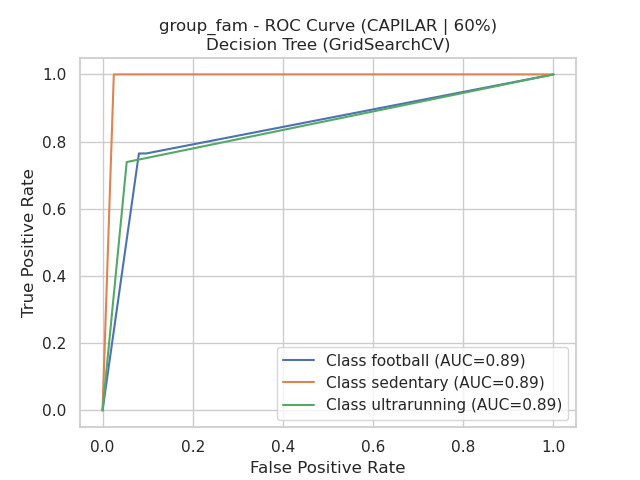 group_fam - ROC Curve (CAPILAR | 60%)
Decision Tree (GridSearchCV)
True Positive Rate
1.0
0.8
0.6
0.4
0.2
0.0
Class football (AUC=0.89)
Class sedentary (AUC=0.89)
Class ultrarunning (AUC=0.89)
0.0 0.2 0.4 0.6 0.8 1.0
False Positive Rate